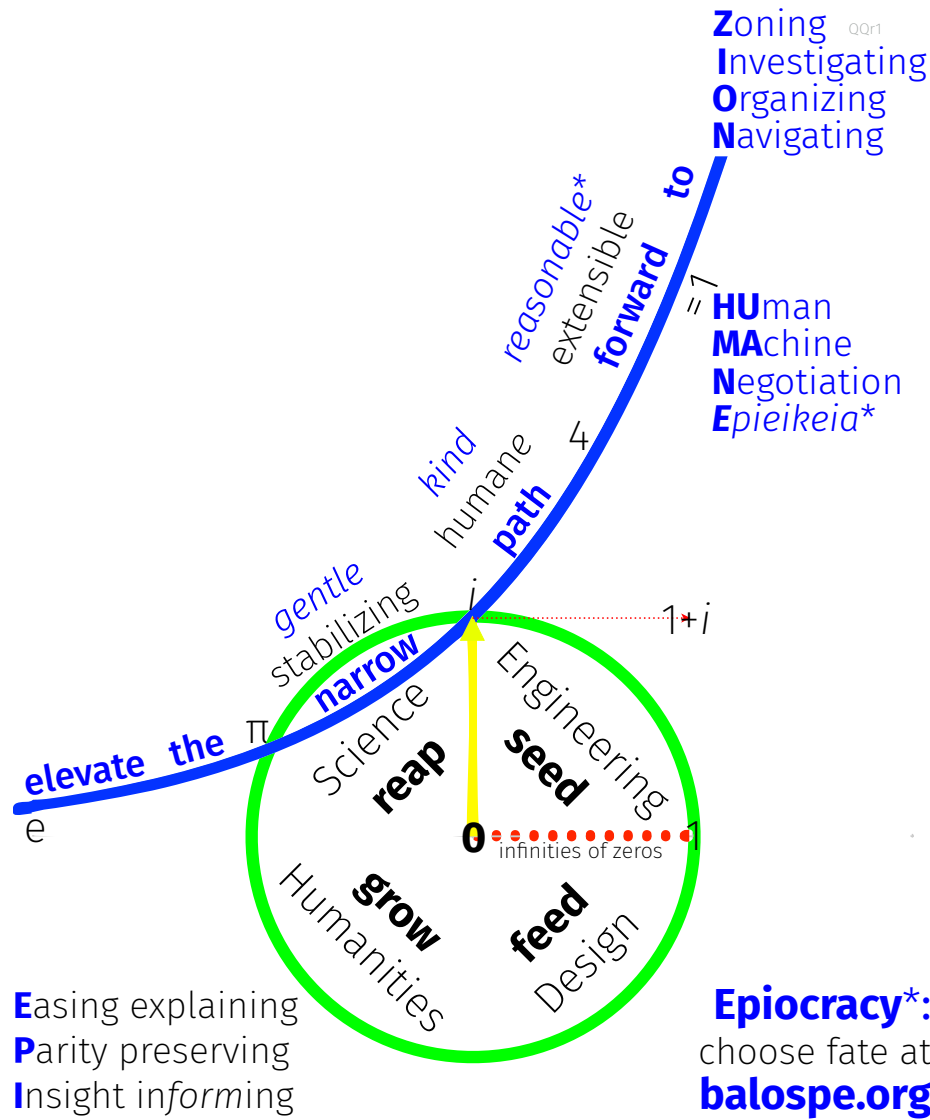 Zoning QQr1
Investigating
Organizing
Navigating
reasonable*
extensible
elevate the narrow path forward to
= 1
HUman
MAchine
Negotiation
Epieikeia*
4
kind
humane
i
1+i
gentle
stabilizing
π
e
Science
reap
Engineering
seed
0
1
infinities of zeros
grow
Humanities
feed
Design
Easing explaining
Parity preserving
Insight informing
Epiocracy*:
choose fate at
balospe.org